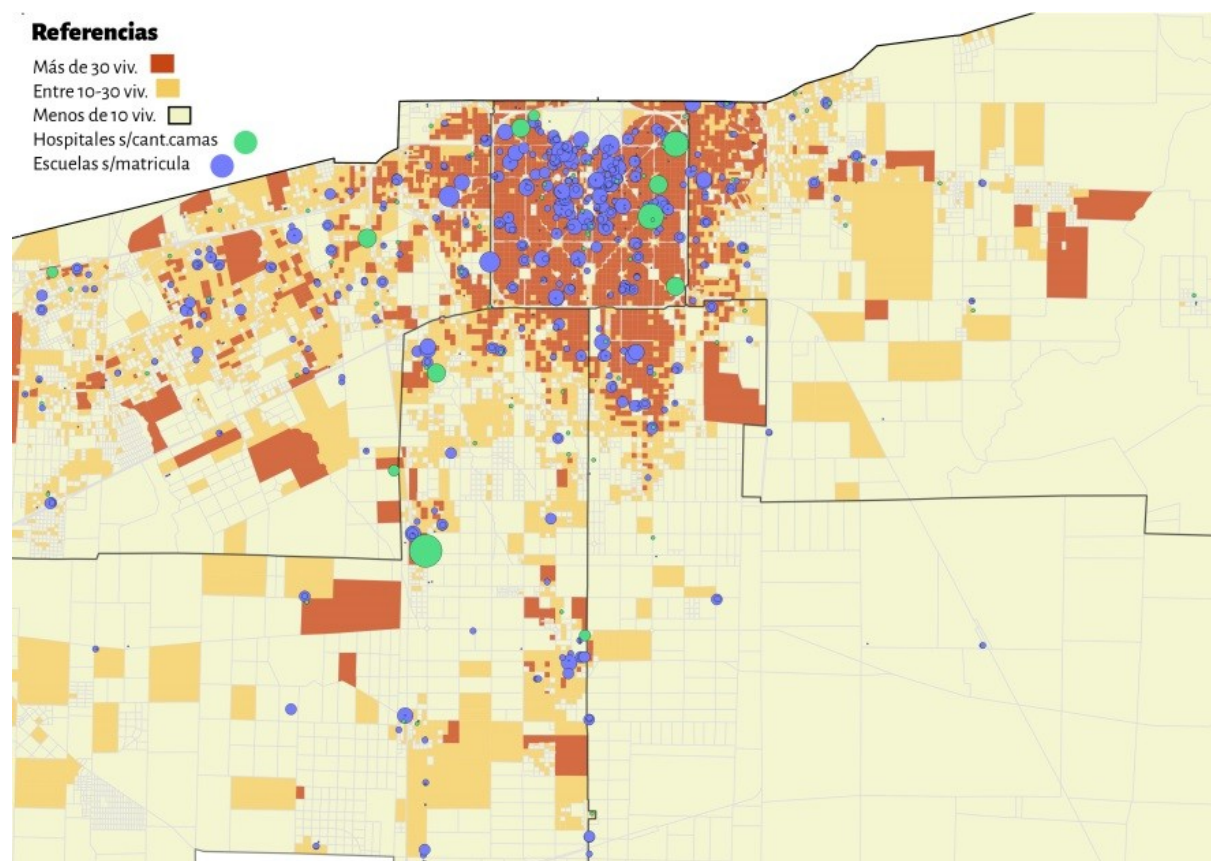 Referencias
Más de 30 viv.
Entre 10-30 viv.
Menos de 10 viv.
Hospitales s/cant.camas
Escuelas s/matricula